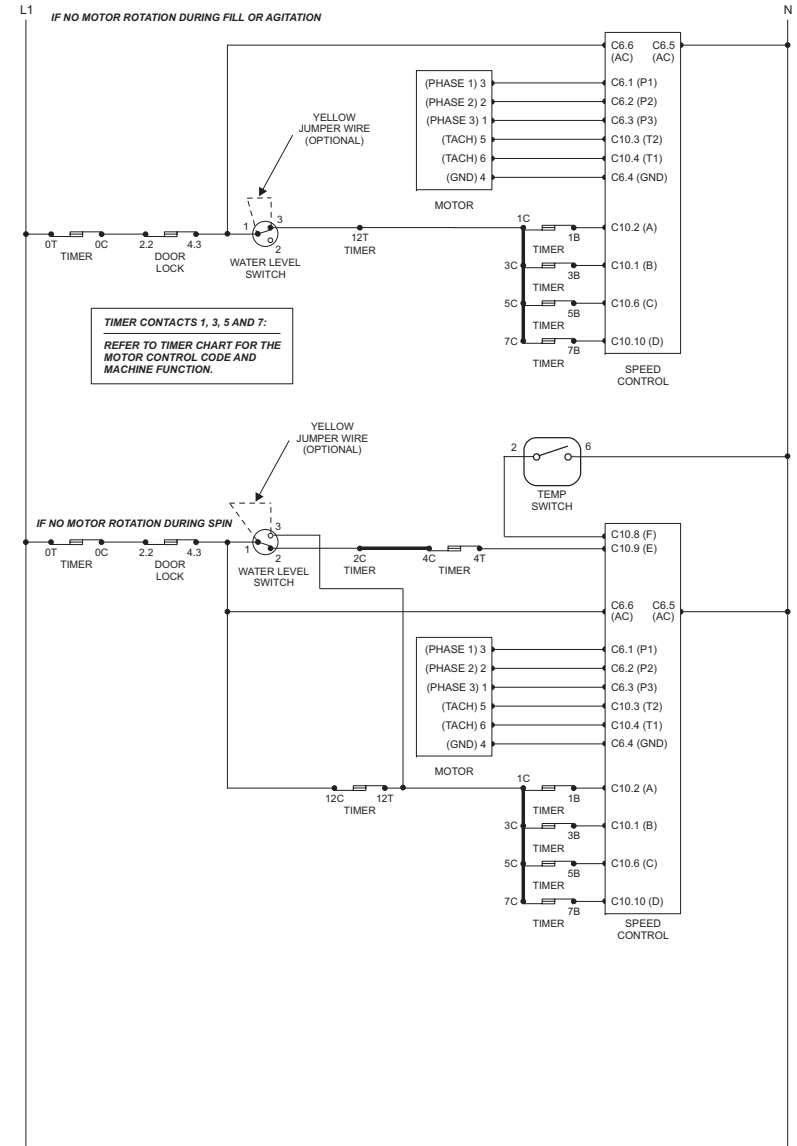 L1
N
IF NO MOTOR ROTATION DURING FILL OR AGITATION
C6.6
(AC)
C6.5
(AC)
(PHASE 1) 3
C6.1 (P1)
(PHASE 2) 2
C6.2 (P2)
(PHASE 3) 1
C6.3 (P3)
(TACH) 5
C10.3 (T2)
(TACH) 6
C10.4 (T1)
(GND) 4
C6.4 (GND)
MOTOR
YELLOW
JUMPER WIRE
(OPTIONAL)
0T
0C
TIMER
2.2
4.3
DOOR
LOCK
1
3
2
WATER LEVEL
SWITCH
12T
TIMER
1C
1B
TIMER
C10.2 (A)
3C
3B
TIMER
C10.1 (B)
5C
5B
TIMER
C10.6 (C)
7C
7B
TIMER
C10.10 (D)
SPEED
CONTROL
TIMER CONTACTS 1, 3, 5 AND 7:
REFER TO TIMER CHART FOR THE
MOTOR CONTROL CODE AND
MACHINE FUNCTION.
YELLOW
JUMPER WIRE
(OPTIONAL)
2
6
TEMP
SWITCH
IF NO MOTOR ROTATION DURING SPIN
0T
0C
TIMER
2.2
4.3
DOOR
LOCK
1
3
2
WATER LEVEL
SWITCH
2C
TIMER
4C
4T
TIMER
C10.8 (F)
C10.9 (E)
C6.6
(AC)
C6.5
(AC)
(PHASE 1) 3
C6.1 (P1)
(PHASE 2) 2
C6.2 (P2)
(PHASE 3) 1
C6.3 (P3)
(TACH) 5
C10.3 (T2)
(TACH) 6
C10.4 (T1)
(GND) 4
C6.4 (GND)
MOTOR
12C
12T
TIMER
1C
1B
TIMER
C10.2 (A)
3C
3B
TIMER
C10.1 (B)
5C
5B
TIMER
C10.6 (C)
7C
7B
TIMER
C10.10 (D)
SPEED
CONTROL